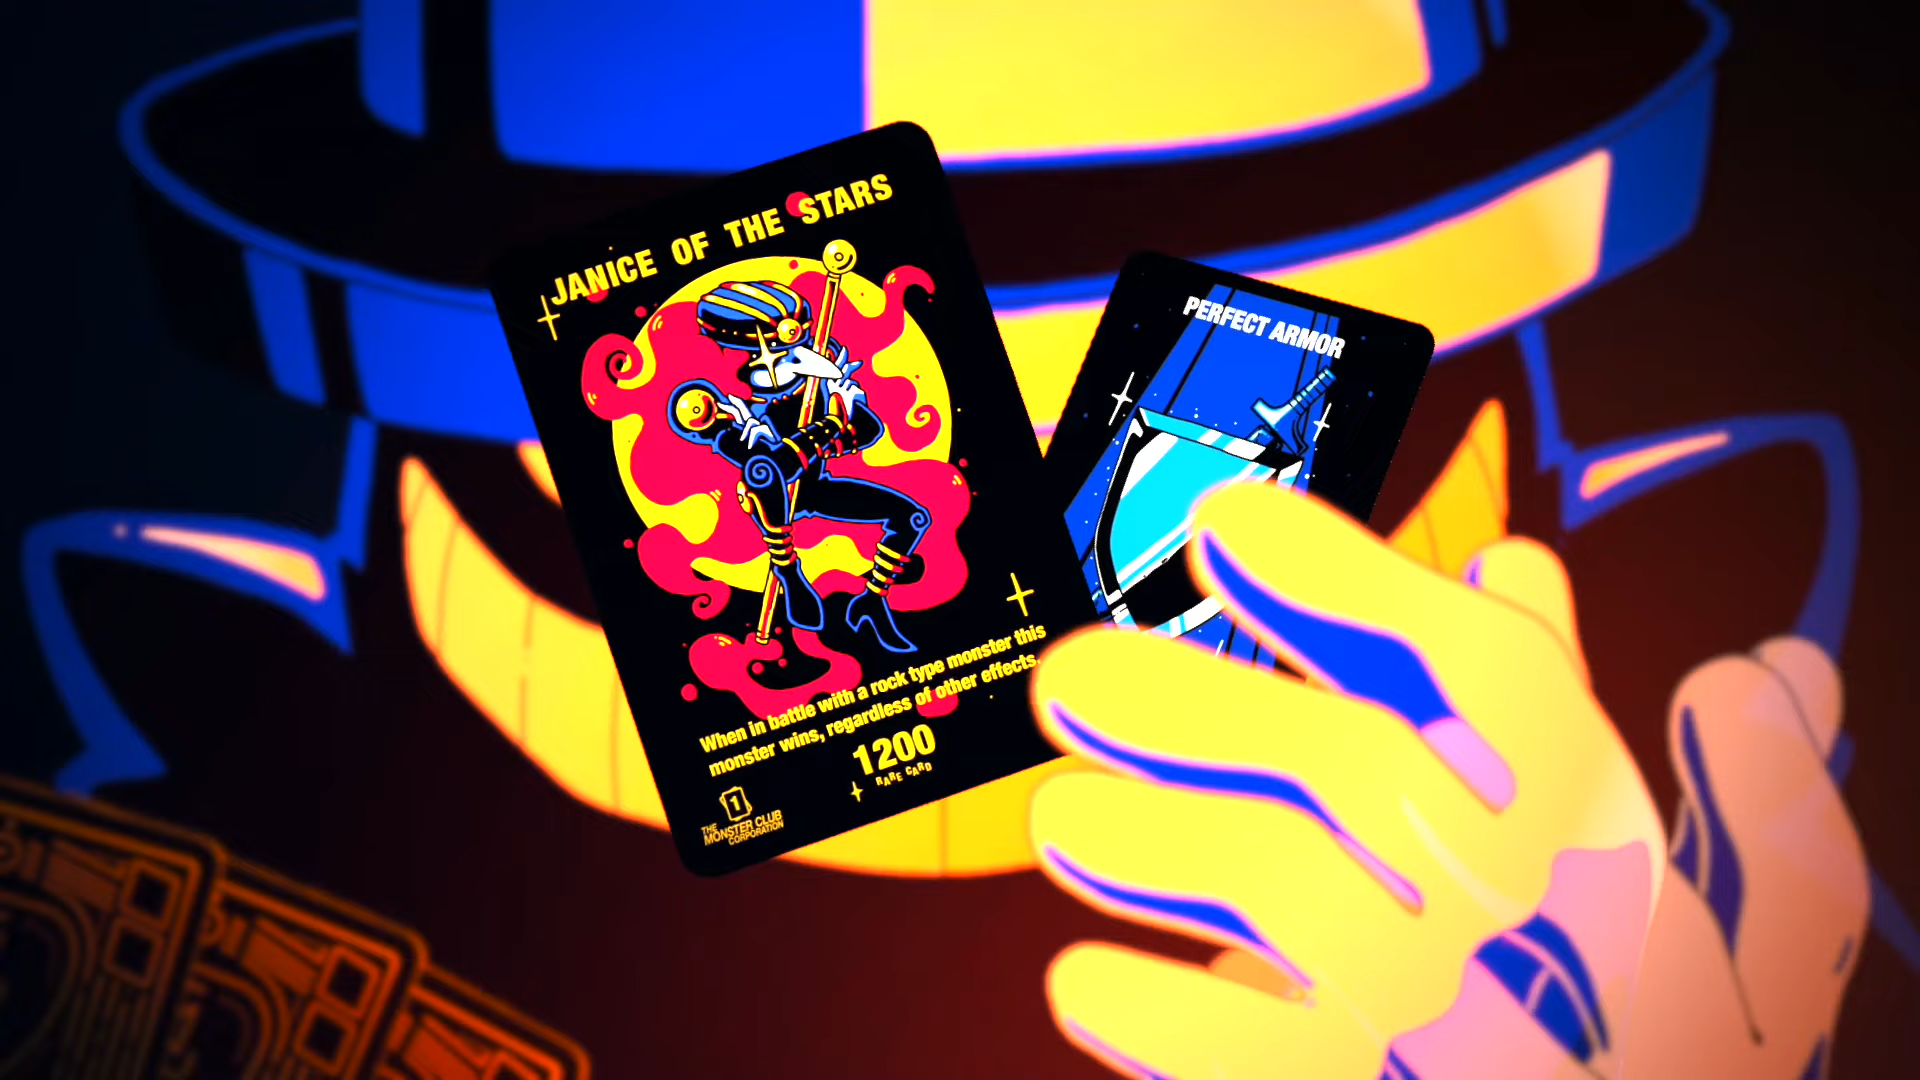 JANICE OF THE STARS
When in battle with a rock type monster this
monster wins, regardless of other effects.
1200
RARE CARD
1
THE
MONSTER CLUB
CORPORATION
PERFECT ARMOR